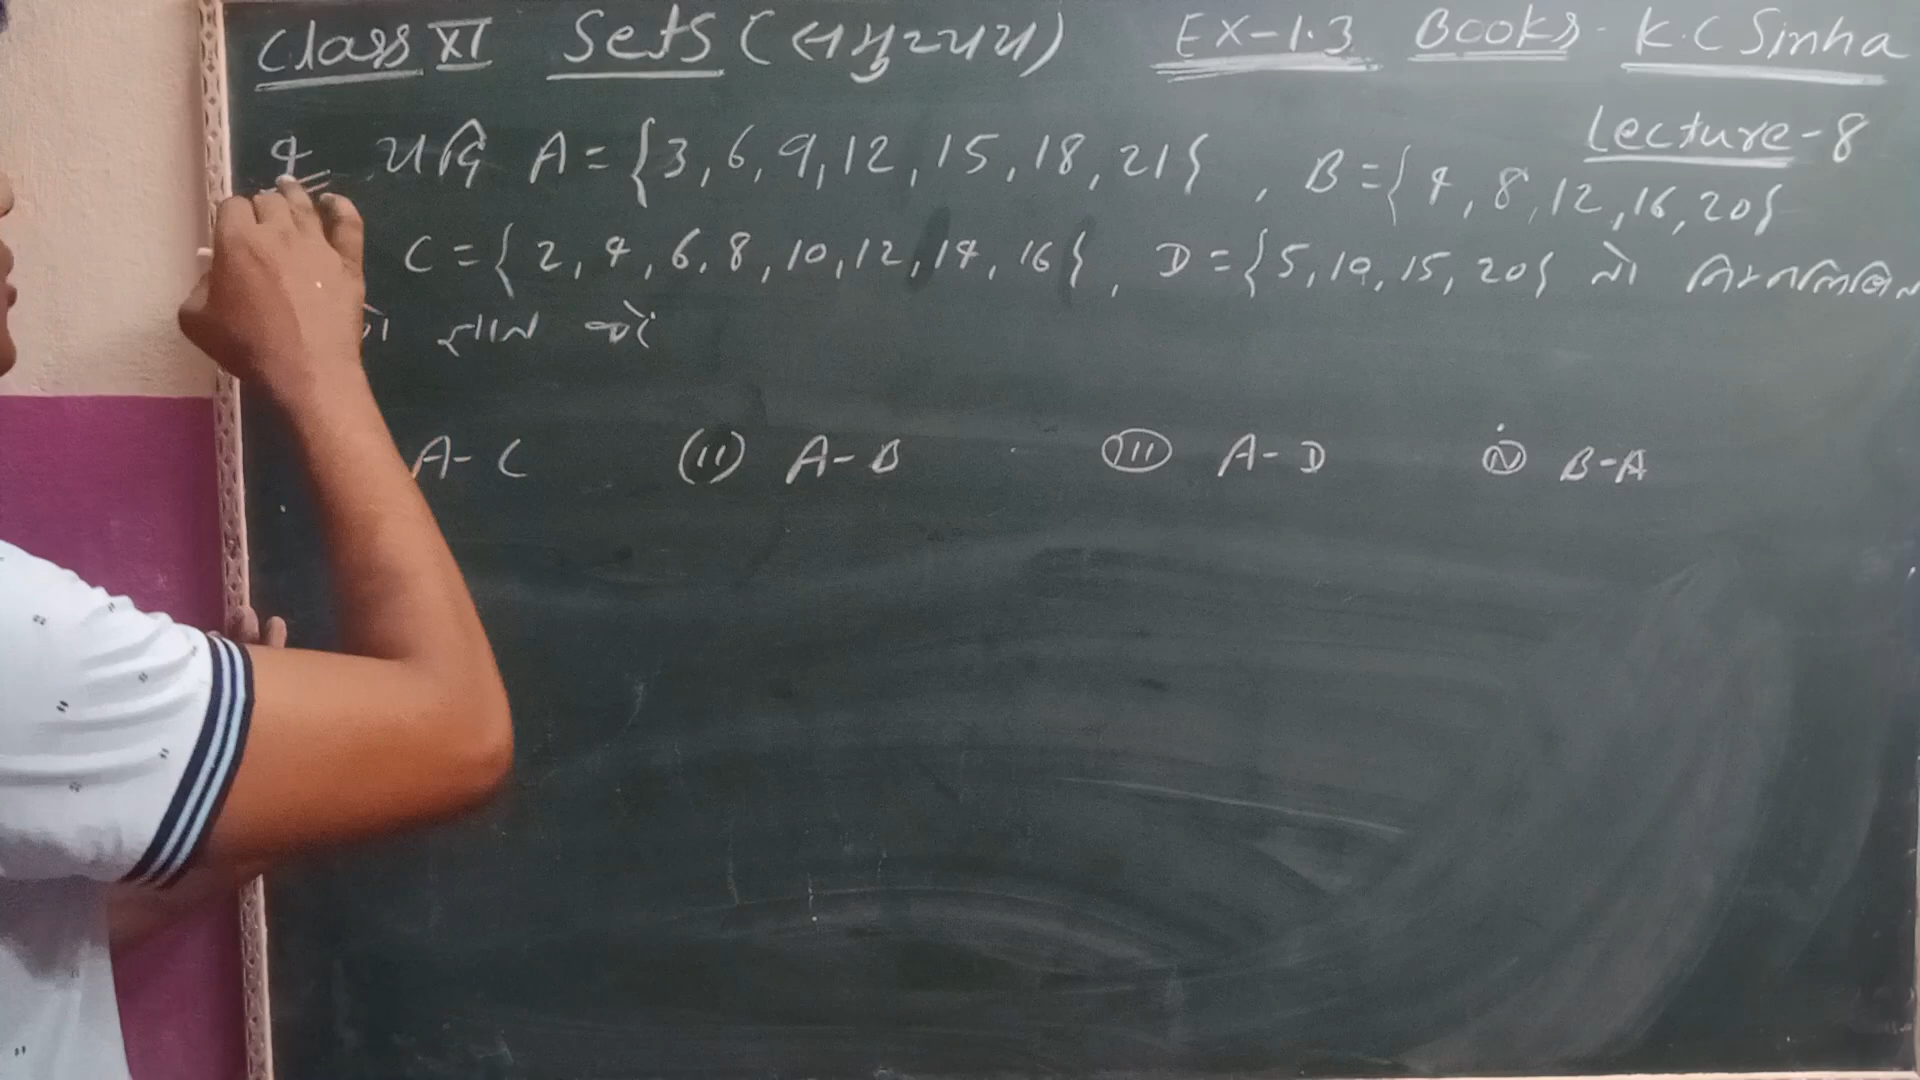 Class XI Sets (समुच्चय) EX-1.3 Books- K.C Sinha
Lecture-8
4 यदि A = {3, 6, 9, 12, 15, 18, 21}, B = {4, 8, 12, 16, 20}
C = {2, 4, 6, 8, 10, 12, 14, 16}, D = {5, 10, 15, 20} तो निम्नलिखित
को ज्ञात करें
A-C (ii) A-B (iii) A-D (iv) B-A